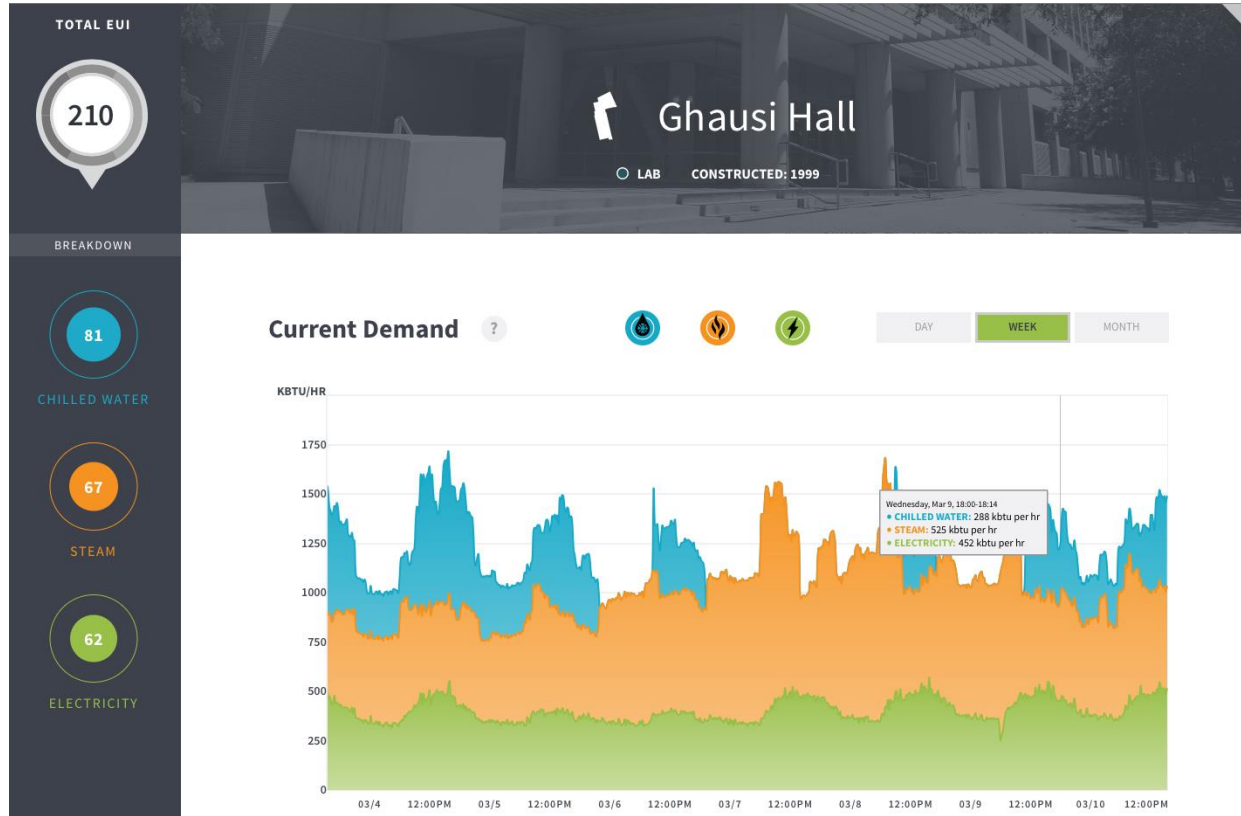 TOTAL EUI
210
Ghausi Hall
LAB CONSTRUCTED: 1999
BREAKDOWN
81
CHILLED WATER
67
STEAM
62
ELECTRICITY
Current Demand ?
DAY WEEK MONTH
KBTU/HR
1750
1500
1250
1000
750
500
250
0
Wednesday, Mar 9, 18:00-18:14
• CHILLED WATER: 288 kbtu per hr
• STEAM: 525 kbtu per hr
• ELECTRICITY: 452 kbtu per hr
03/4 12:00PM 03/5 12:00PM 03/6 12:00PM 03/7 12:00PM 03/8 12:00PM 03/9 12:00PM 03/10 12:00PM